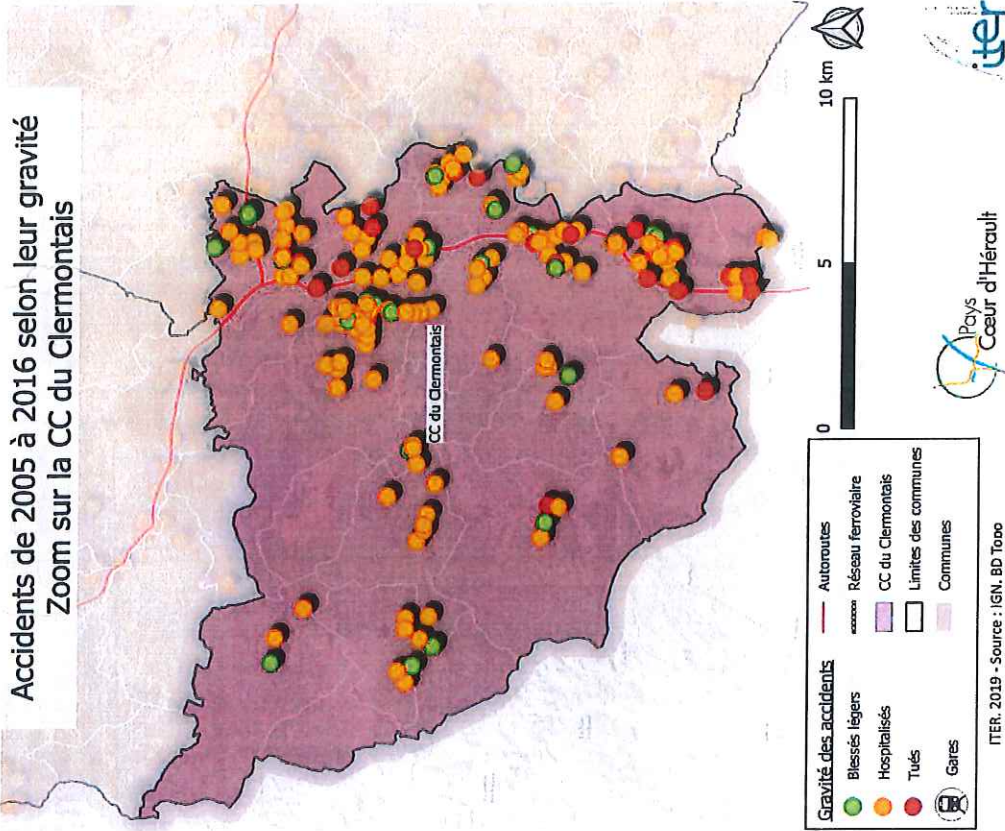 Accidents de 2005 à 2016 selon leur gravité
Zoom sur la CC du Clermontais
CC du Clermontais
Gravité des accidents
Blessés légers
Hospitalisés
Tués
Gares
Autoroutes
Réseau ferroviaire
CC du Clermontais
Limites des communes
Communes
0 5 10 km
Pays
Cœur d'Hérault
iter
ITER. 2019 - Source : IGN. BD Topo